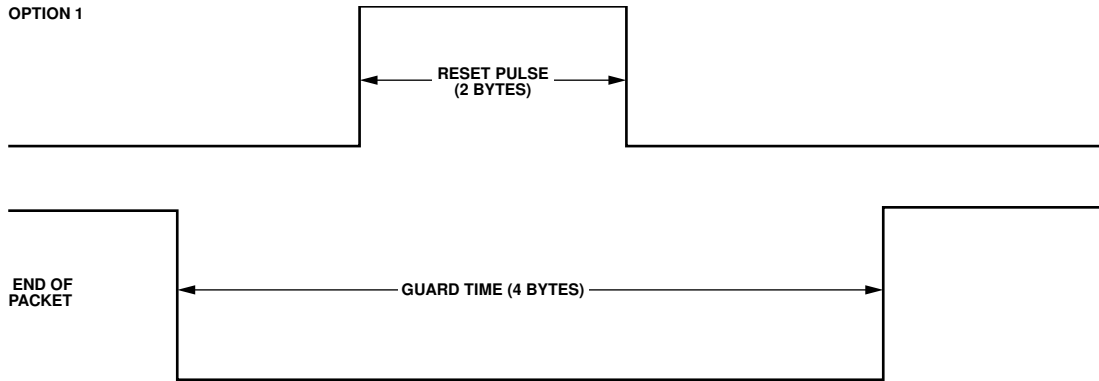 OPTION 1
RESET PULSE
(2 BYTES)
END OF
PACKET
GUARD TIME (4 BYTES)